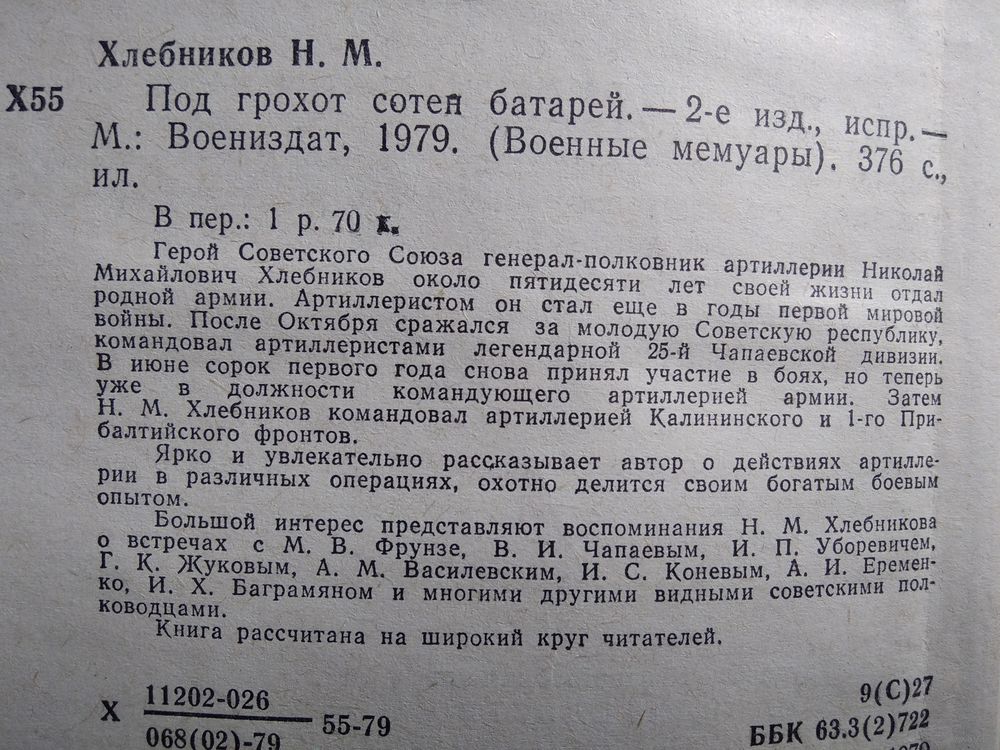 Хлебников Н. М.
Х55 Под грохот сотен батарей. — 2-е изд., испр. —
М.: Воениздат, 1979. (Военные мемуары). 376 с.,
ил.
В пер.: 1 р. 70 к.
Герой Советского Союза генерал-полковник артиллерии Николай
Михайлович Хлебников около пятидесяти лет своей жизни отдал
родной армии. Артиллеристом он стал еще в годы первой мировой
войны. После Октября сражался за молодую Советскую республику,
командовал артиллеристами легендарной 25-й Чапаевской дивизии.
В июне сорок первого года снова принял участие в боях, но теперь
уже в должности командующего артиллерией армии. Затем
Н. М. Хлебников командовал артиллерией Калининского и 1-го При-
балтийского фронтов.
Ярко и увлекательно рассказывает автор о действиях артилле-
рии в различных операциях, охотно делится своим богатым боевым
опытом.
Большой интерес представляют воспоминания Н. М. Хлебникова
о встречах с М. В. Фрунзе, В. И. Чапаевым, И. П. Уборевичем,
Г. К. Жуковым, А. М. Василевским, И. С. Коневым, А. И. Еремен-
ко, И. Х. Баграмяном и многими другими видными советскими пол-
ководцами.
Книга рассчитана на широкий круг читателей.
Х 11202-026
068(02)-79
55-79
9(С)27
ББК 63.3(2)722